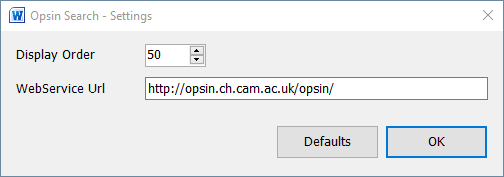 Opsin Search - Settings
Display Order 50
WebService Url http://opsin.ch.cam.ac.uk/opsin/
Defaults OK